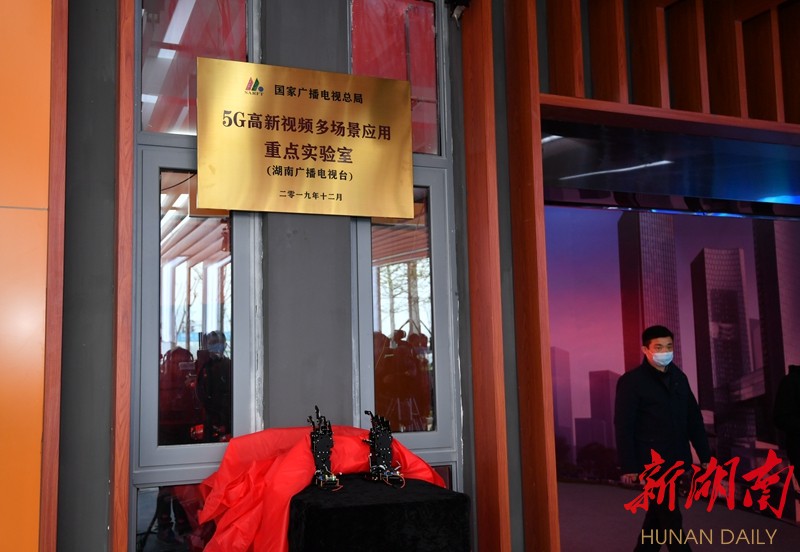 SARFT
国家广播电视总局
5G高新视频多场景应用
重点实验室
(湖南广播电视台)
二零一九年十二月
新湖南
HUNAN DAILY